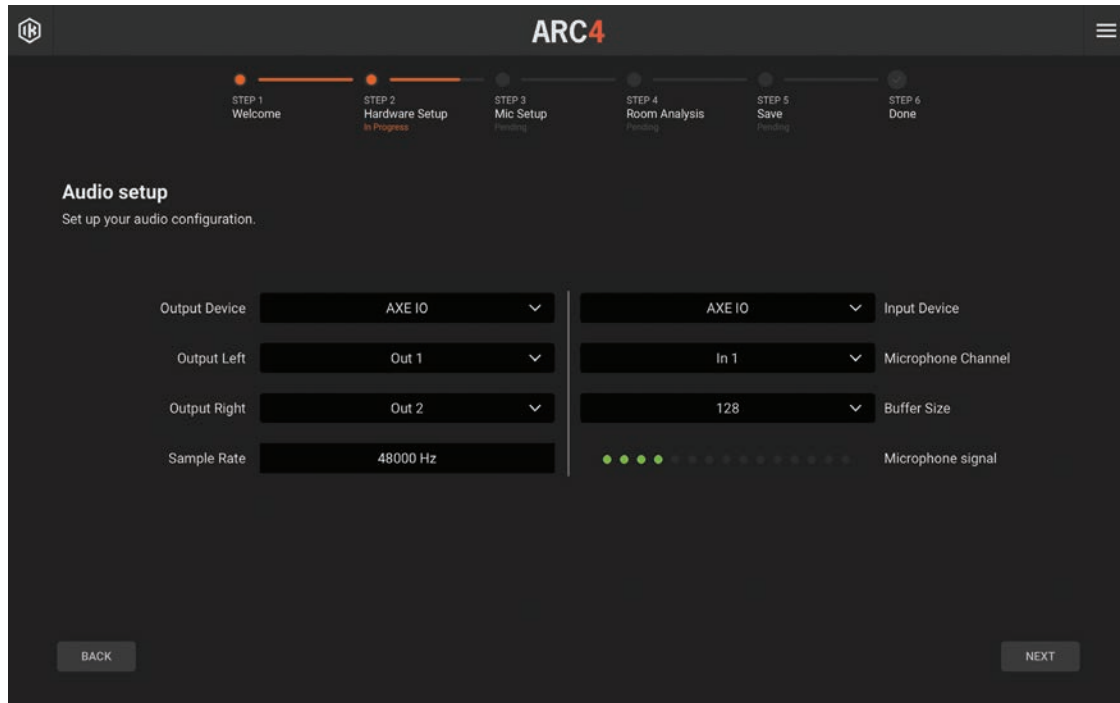 IK
ARC4
STEP 1
Welcome
STEP 2
Hardware Setup
In Progress
STEP 3
Mic Setup
Pending
STEP 4
Room Analysis
Pending
STEP 5
Save
Pending
STEP 6
Done
Audio setup
Set up your audio configuration.
Output Device AXE IO AXE IO Input Device
Output Left Out 1 In 1 Microphone Channel
Output Right Out 2 128 Buffer Size
Sample Rate 48000 Hz Microphone signal
BACK NEXT